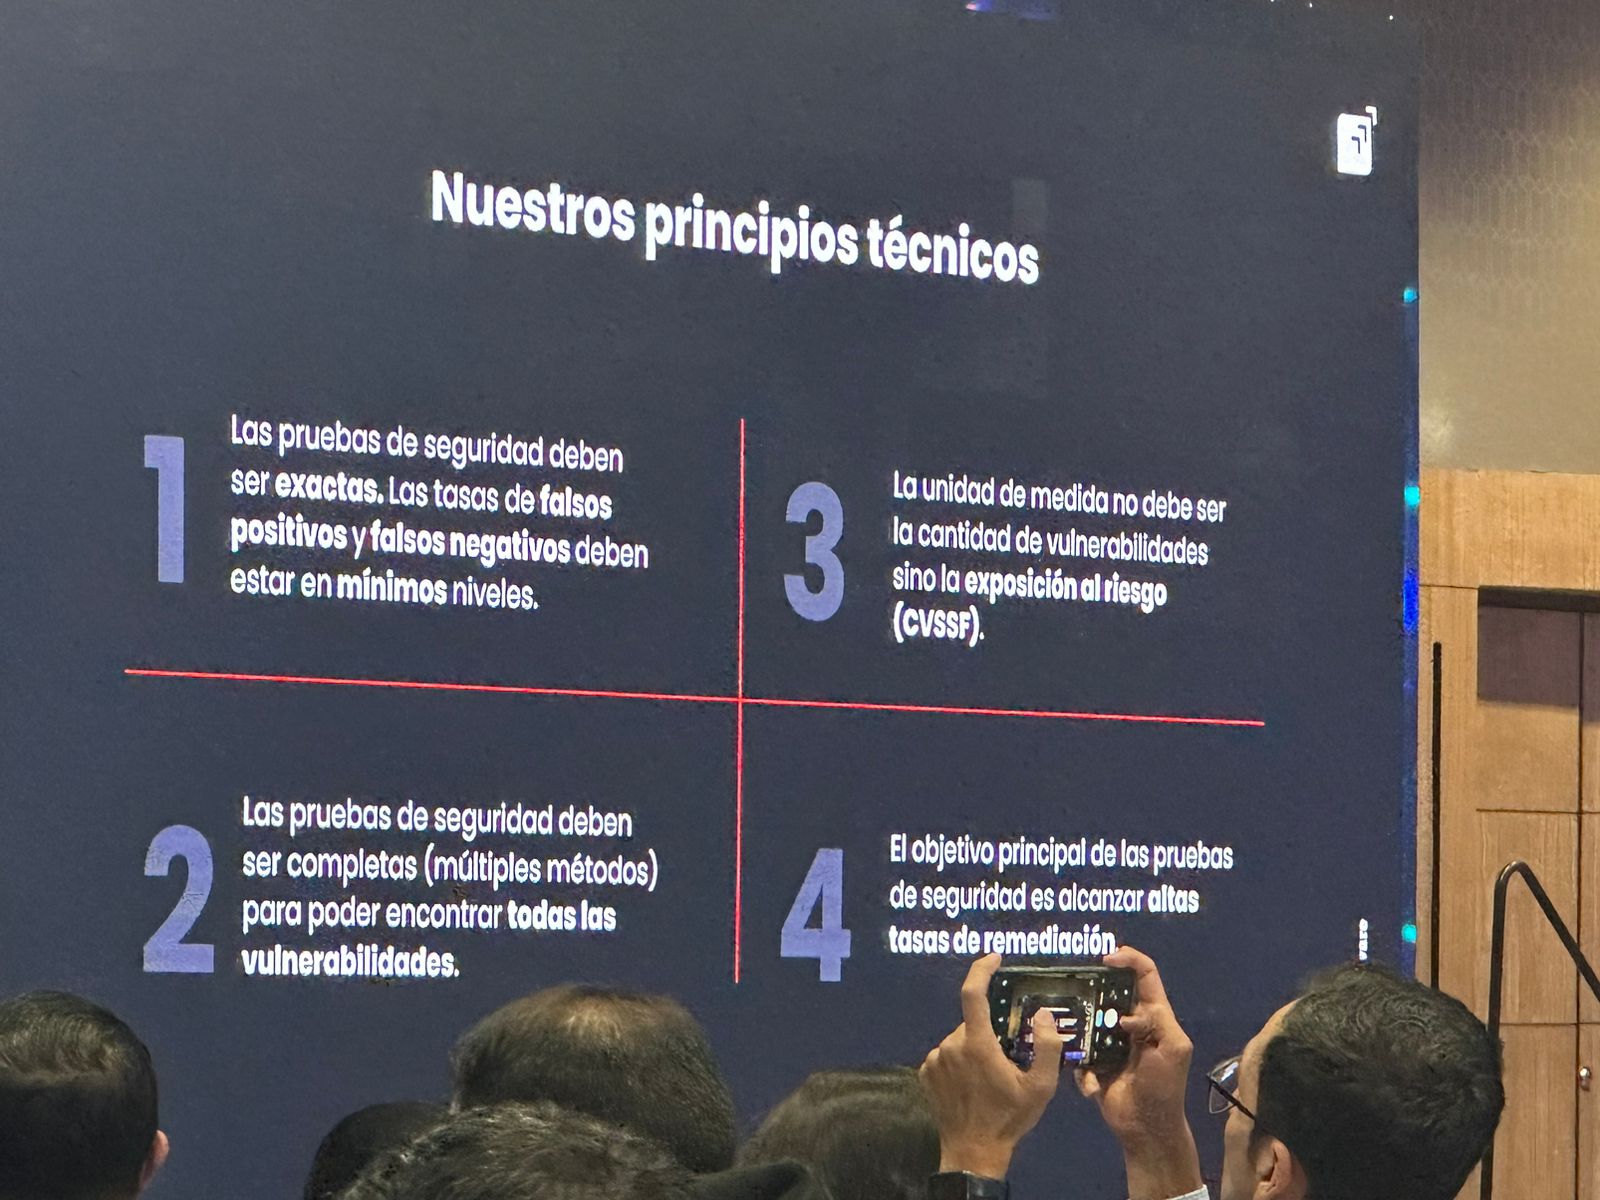 Nuestros principios técnicos
1
Las pruebas de seguridad deben
ser exactas. Las tasas de falsos
positivos y falsos negativos deben
estar en mínimos niveles.
2
Las pruebas de seguridad deben
ser completas (múltiples métodos)
para poder encontrar todas las
vulnerabilidades.
3
La unidad de medida no debe ser
la cantidad de vulnerabilidades
sino la exposición al riesgo
(CVSSF).
4
El objetivo principal de las pruebas
de seguridad es alcanzar altas
tasas de remediación